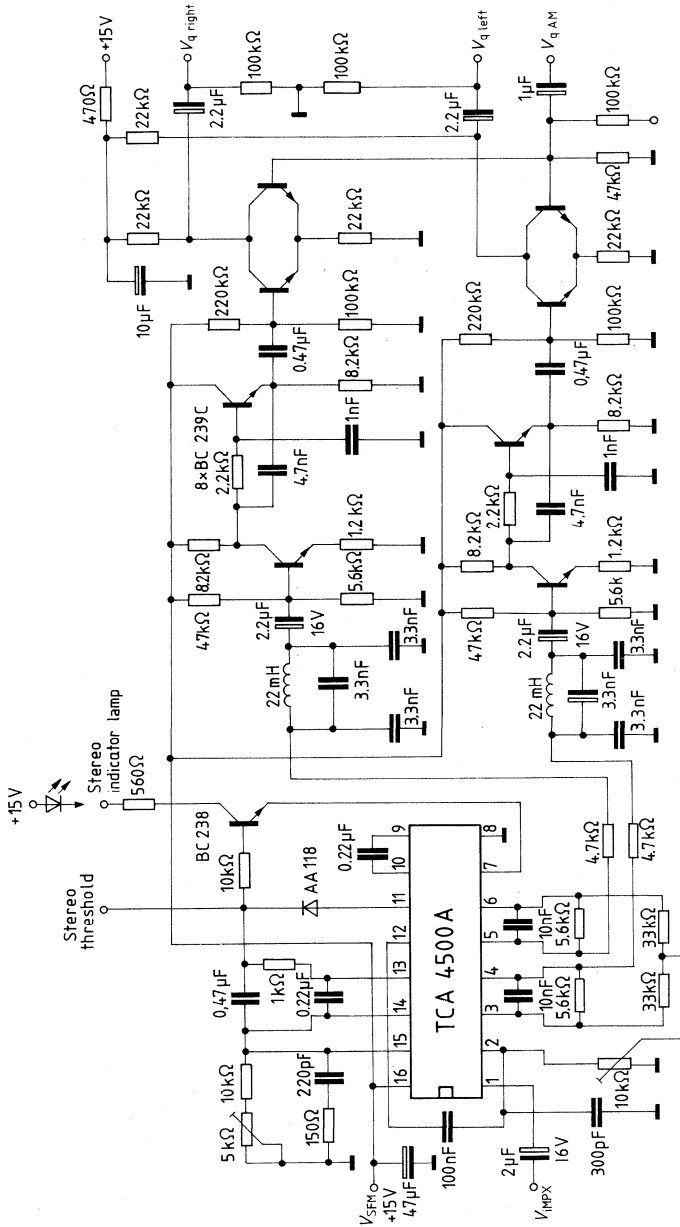 +15V
Stereo
threshold
Stereo
indicator lamp
560Ω
+15V
470Ω
22kΩ
22kΩ
10µF
V q right
2.2µF
100kΩ
100kΩ
BC 238
10kΩ
47kΩ
8.2kΩ
8×BC 239C
2.2kΩ
220kΩ
0.47µF
2.2µF
16V
4.7nF
1nF
8.2kΩ
100kΩ
22kΩ
5.6kΩ
1.2kΩ
22mH
3.3nF
3.3nF
3.3nF
5kΩ
10kΩ
0,47µF
1kΩ
0.22µF
220pF
150Ω
AA 118
0.22µF
VSFM
+15V
47µF
100nF
16
15
14
13
12
11
10
9
TCA 4500A
1
2
3
4
5
6
7
8
V q left
2.2µF
47kΩ
8.2kΩ
2.2kΩ
220kΩ
0,47µF
V q AM
1µF
100kΩ
47kΩ
22kΩ
2.2µF
16V
4.7nF
1nF
8.2kΩ
100kΩ
5.6k
1.2kΩ
22mH
3.3nF
3.3nF
3.3nF
VIMPX
2µF
16V
300pF
10kΩ
10nF
5.6kΩ
10nF
5.6kΩ
33kΩ
33kΩ
4.7kΩ
4.7kΩ